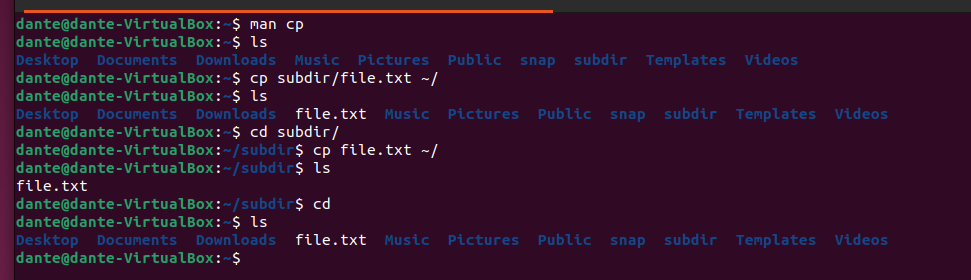 dante@dante-VirtualBox:~$ man cp
dante@dante-VirtualBox:~$ ls
Desktop  Documents  Downloads  Music  Pictures  Public  snap  subdir  Templates  Videos
dante@dante-VirtualBox:~$ cp subdir/file.txt ~/
dante@dante-VirtualBox:~$ ls
Desktop  Documents  Downloads  file.txt  Music  Pictures  Public  snap  subdir  Templates  Videos
dante@dante-VirtualBox:~$ cd subdir/
dante@dante-VirtualBox:~/subdir$ cp file.txt ~/
dante@dante-VirtualBox:~/subdir$ ls
file.txt
dante@dante-VirtualBox:~/subdir$ cd
dante@dante-VirtualBox:~$ ls
Desktop  Documents  Downloads  file.txt  Music  Pictures  Public  snap  subdir  Templates  Videos
dante@dante-VirtualBox:~$